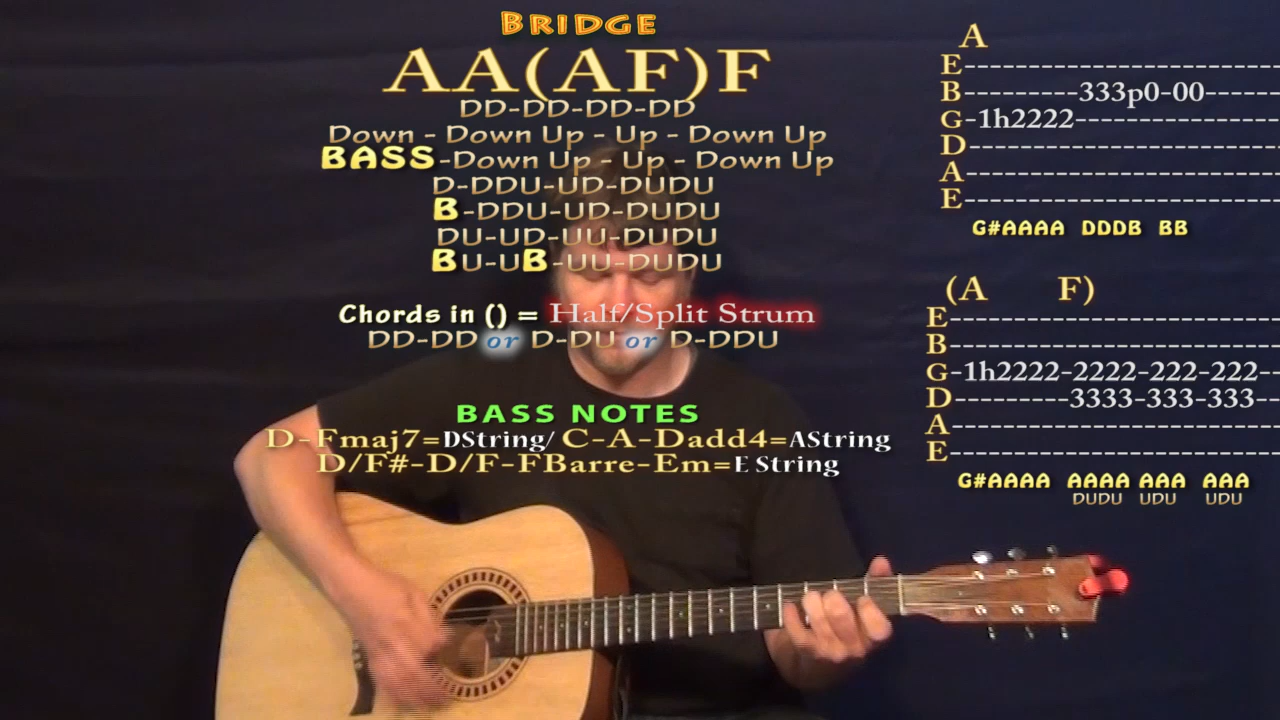 BRIDGE
AA(AF)F
DD-DD-DD-DD
Down - Down Up - Up - Down Up
BASS-Down Up - Up - Down Up
D-DDU-UD-DUDU
B-DDU-UD-DUDU
DU-UD-UU-DUDU
BU-UB-UU-DUDU
Chords in () = Half/Split Strum
DD-DD or D-DU or D-DDU
BASS NOTES
D-Fmaj7=DString/ C-A-Dadd4=AString
D/F#-D/F-FBarre-Em=E String
A
E-----------------------------
B----------333p0-00------
G-1h2222------------------
D----------------------------
A----------------------------
E----------------------------
G#AAAA DDDB BB
(A F)
E-----------------------------
B-----------------------------
G-1h2222-2222-222-222--
D----------3333-333-333---
A-----------------------------
E-----------------------------
G#AAAA AAAA AAA AAA
DUDU UDU UDU